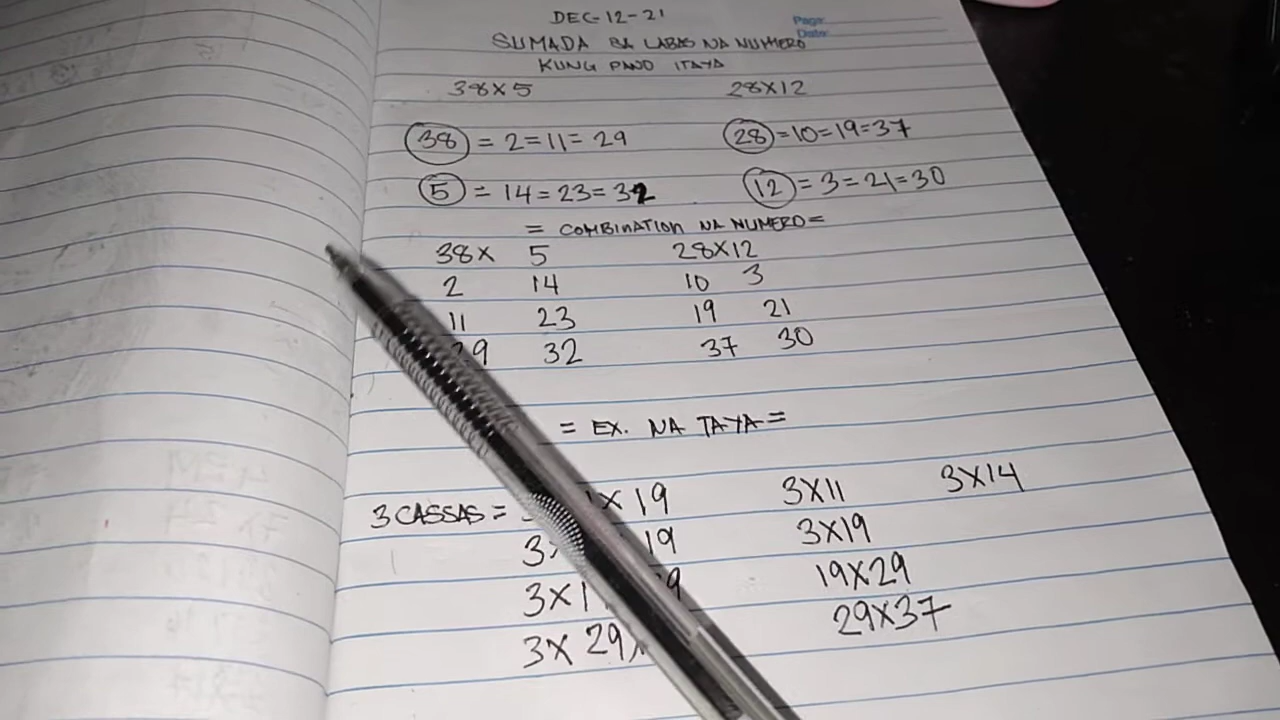 DEC-12-21
Page:
Date:
SUMADA SA LABAS NA NUMERO
KUNG PANO ITAYA
38X5 28X12
38 = 2=11= 29 28 =10=19=37
5 = 14=23=32 12 = 3=21=30
= COMBINATION NA NUMERO=
38X 5 28X12
2 14 10 3
11 23 19 21
32 37 30
= EX. NA TAYA=
3 CASSAS = X 19 3X11 3X14
19 3X19
3X1 19X29
3X 29 29X37